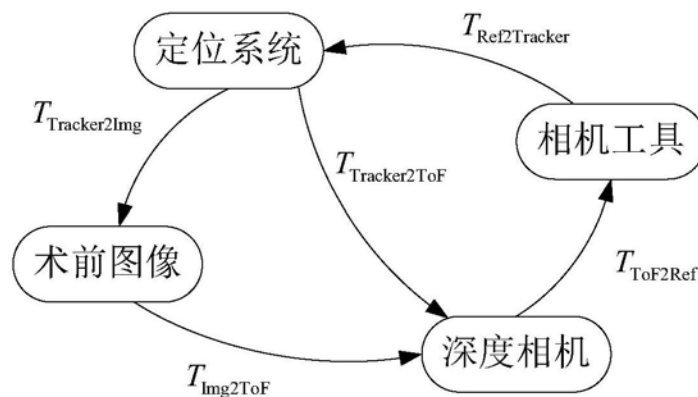 定位系统
T_Ref2Tracker
T_Tracker2Img
相机工具
T_Tracker2ToF
术前图像
T_ToF2Ref
深度相机
T_Img2ToF